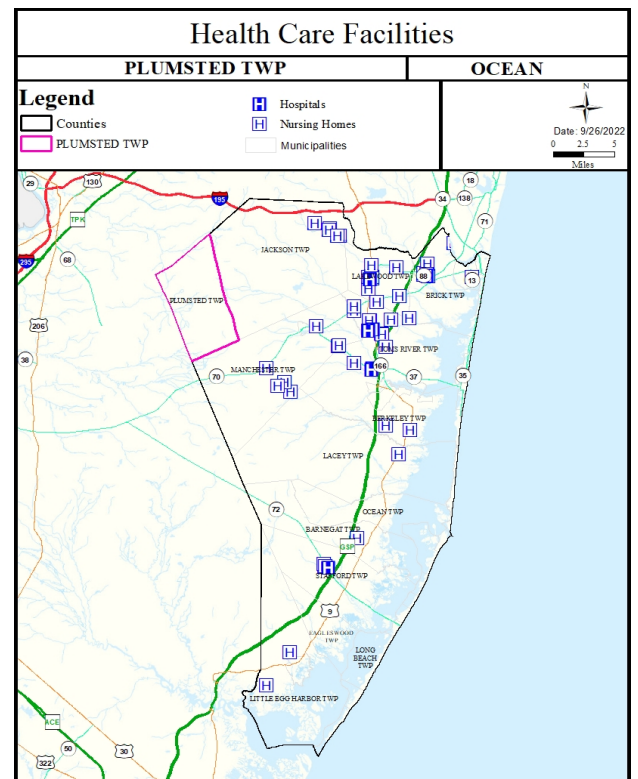 Health Care Facilities
PLUMSTED TWP
OCEAN
Legend
Counties
PLUMSTED TWP
H Hospitals
H Nursing Homes
Municipalities
N
Date: 9/26/2022
0 2.5 5
Miles
29
130
195
18
34
138
71
TPK
295
68
JACKSON TWP
LAKEWOOD TWP
88
13
BRICK TWP
PLUMSTED TWP
206
38
TOMS RIVER TWP
166
70
MANCHESTER TWP
37
35
BERKELEY TWP
LACEY TWP
72
OCEAN TWP
BARNEGAT TWP
GSP
STAFFORD TWP
9
EAGLESWOOD
TWP
LONG
BEACH
TWP
LITTLE EGG HARBOR TWP
ACE
50
30
322